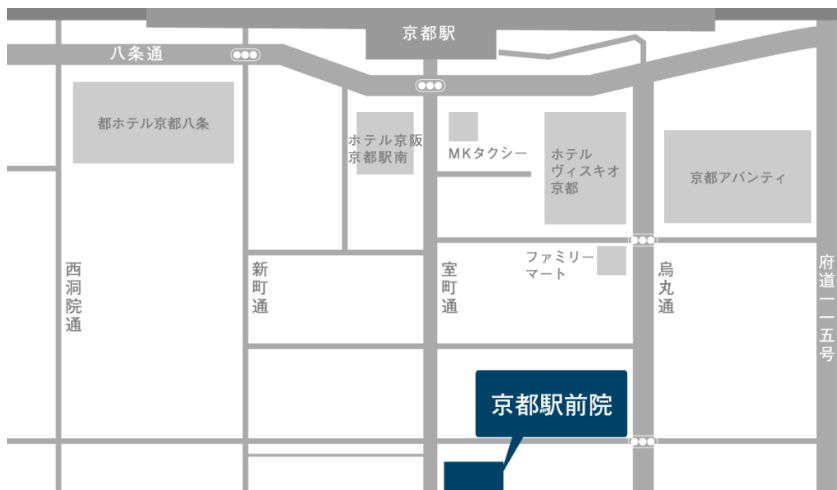 京都駅
八条通
都ホテル京都八条
ホテル京阪
京都駅南
MKタクシー
ホテル
ヴィスキオ
京都
京都アバンティ
ファミリー
マート
西洞院通
新町通
室町通
烏丸通
府道一一五号
京都駅前院